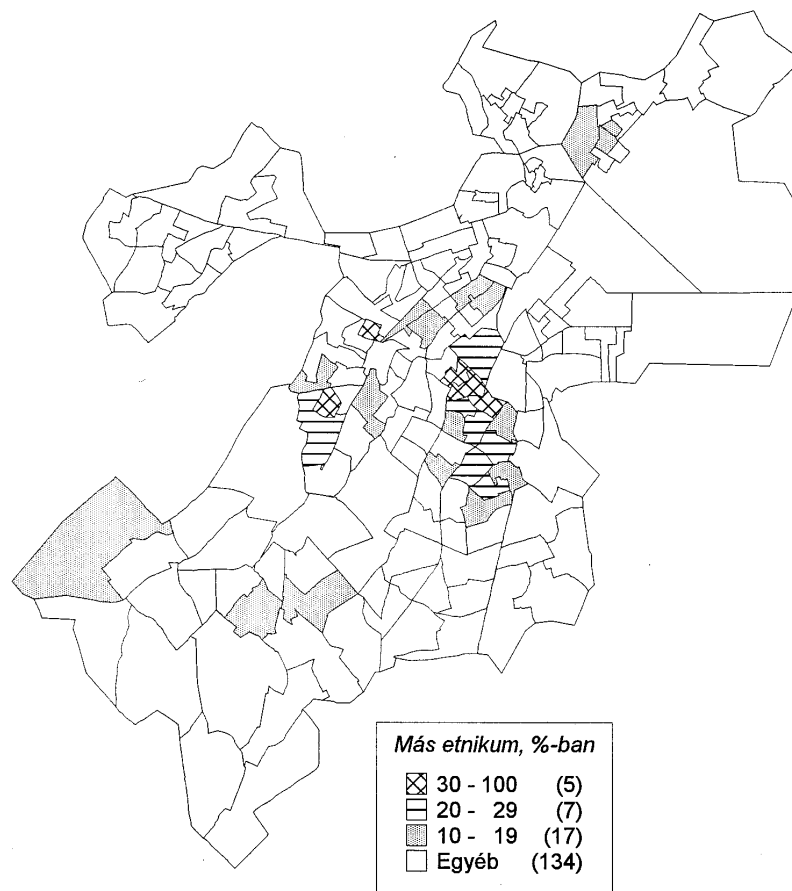 Más etnikum, %-ban
30 - 100 (5)
20 - 29 (7)
10 - 19 (17)
Egyéb (134)